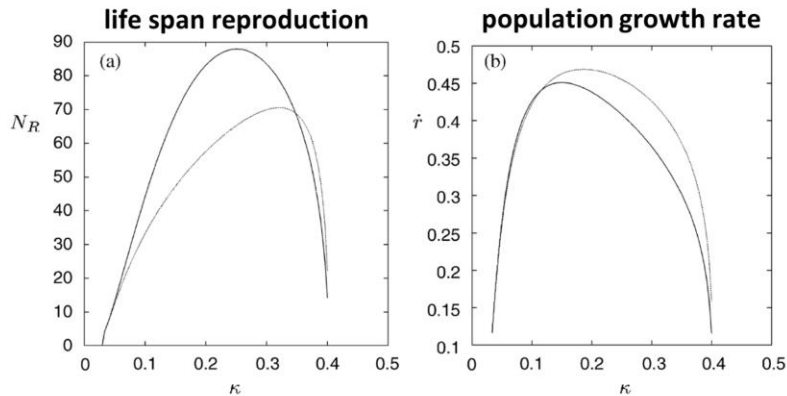 life span reproduction
population growth rate
(a)
N_R
90
80
70
60
50
40
30
20
10
0
0 0.1 0.2 0.3 0.4 0.5
κ
(b)
ṙ
0.5
0.45
0.4
0.35
0.3
0.25
0.2
0.15
0.1
0 0.1 0.2 0.3 0.4 0.5
κ